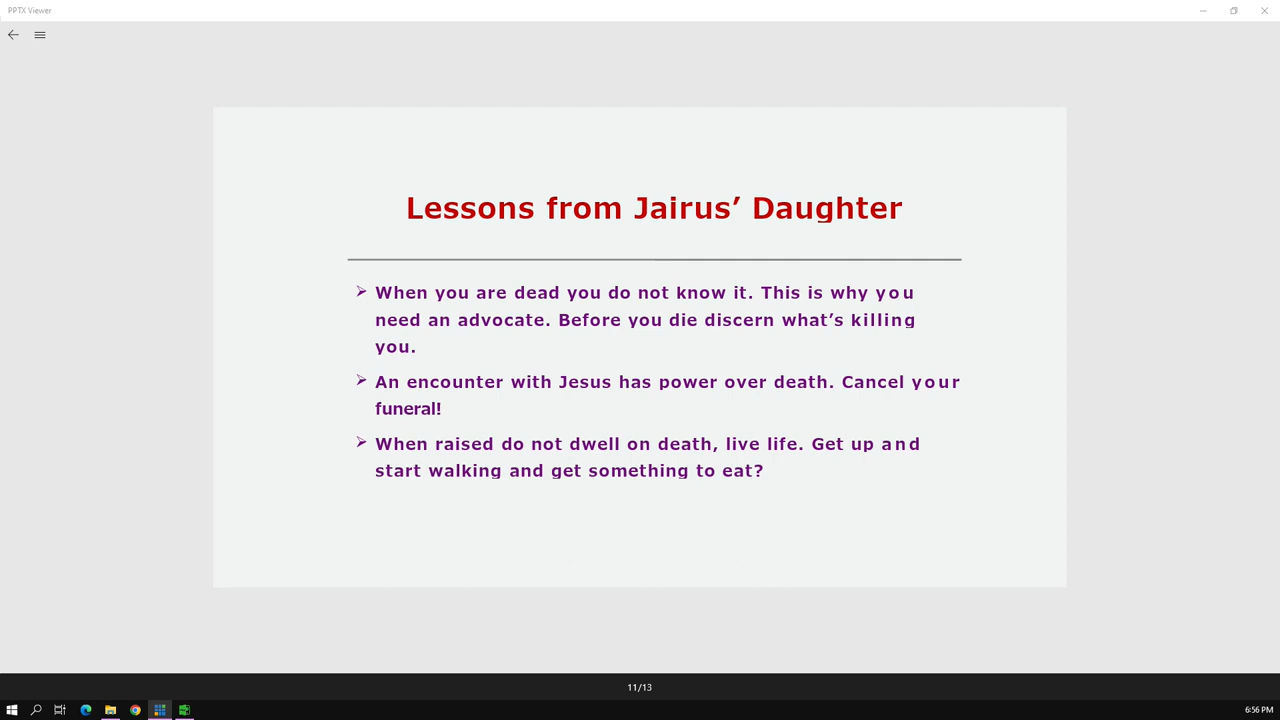 PPTX Viewer
Lessons from Jairus’ Daughter
When you are dead you do not know it. This is why you
need an advocate. Before you die discern what’s killing
you.
An encounter with Jesus has power over death. Cancel your
funeral!
When raised do not dwell on death, live life. Get up and
start walking and get something to eat?
11/13
6:56 PM